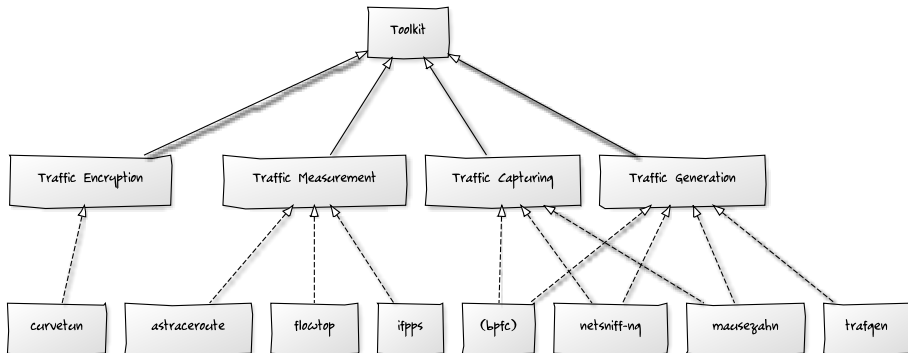 Toolkit
Traffic Encryption
Traffic Measurement
Traffic Capturing
Traffic Generation
curvetun
astraceroute
flowtop
ifpps
(bpfc)
netsniff-ng
mausezahn
trafgen